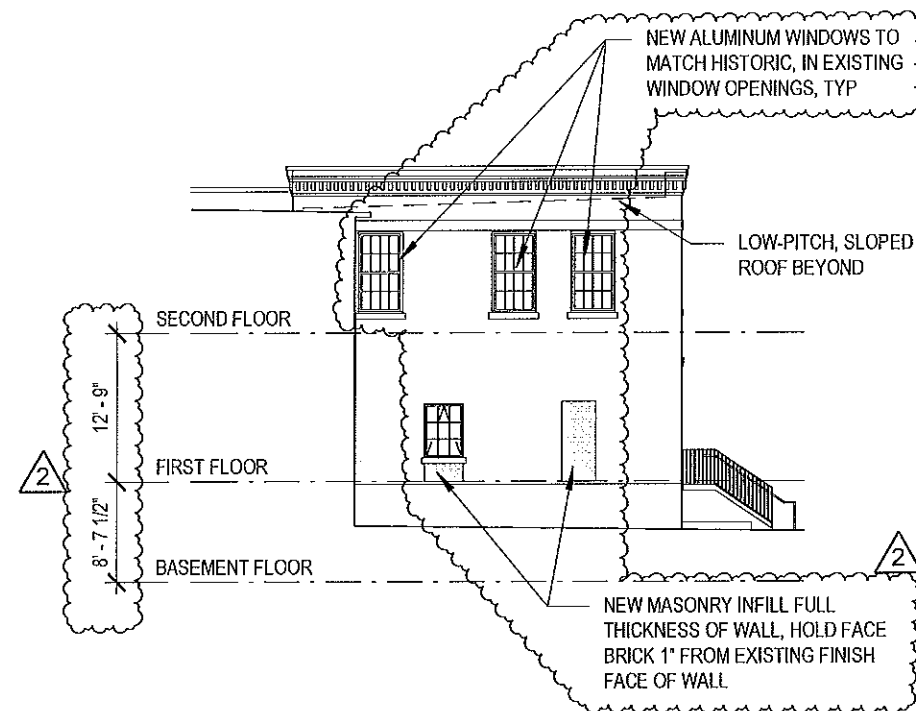 NEW ALUMINUM WINDOWS TO
MATCH HISTORIC, IN EXISTING
WINDOW OPENINGS, TYP
LOW-PITCH, SLOPED
ROOF BEYOND
SECOND FLOOR
12' - 9"
FIRST FLOOR
2
8' - 7 1/2"
BASEMENT FLOOR
2
NEW MASONRY INFILL FULL
THICKNESS OF WALL, HOLD FACE
BRICK 1" FROM EXISTING FINISH
FACE OF WALL